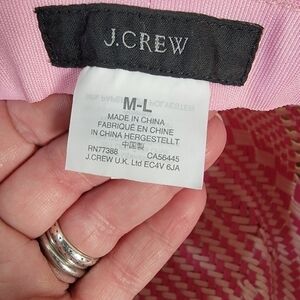 J.CREW
M-L
MADE IN CHINA
FABRIQUÉ EN CHINE
IN CHINA HERGESTELLT
中国製
RN77388 CA56445
J.CREW U.K. Ltd EC4V 6JA